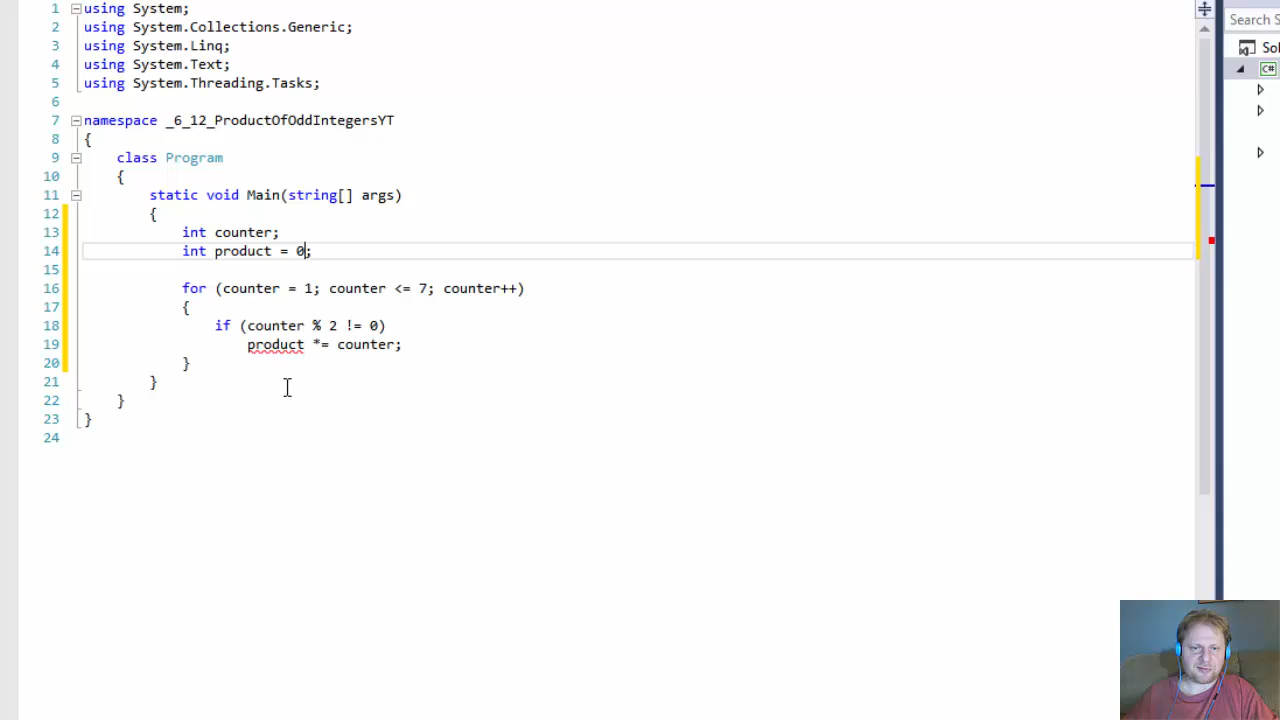 1 using System;
2 using System.Collections.Generic;
3 using System.Linq;
4 using System.Text;
5 using System.Threading.Tasks;
6
7 namespace _6_12_ProductOfOddIntegersYT
8 {
9 class Program
10 {
11 static void Main(string[] args)
12 {
13 int counter;
14 int product = 0;
15
16 for (counter = 1; counter <= 7; counter++)
17 {
18 if (counter % 2 != 0)
19 product *= counter;
20 }
21 }
22 }
23 }
24
Search S
Sol
C#